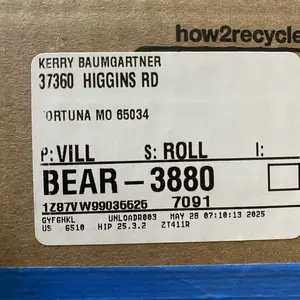 how2recycle
KERRY BAUMGARTNER
37360 HIGGINS RD
FORTUNA MO 65034
P: VILL S: ROLL I:
BEAR-3880
1Z87VW99036626 7091
GYF6HKL UNLOADR003 MAY 28 07:10:13 2025
US 6510 HIP 25.3.2 ZT411R